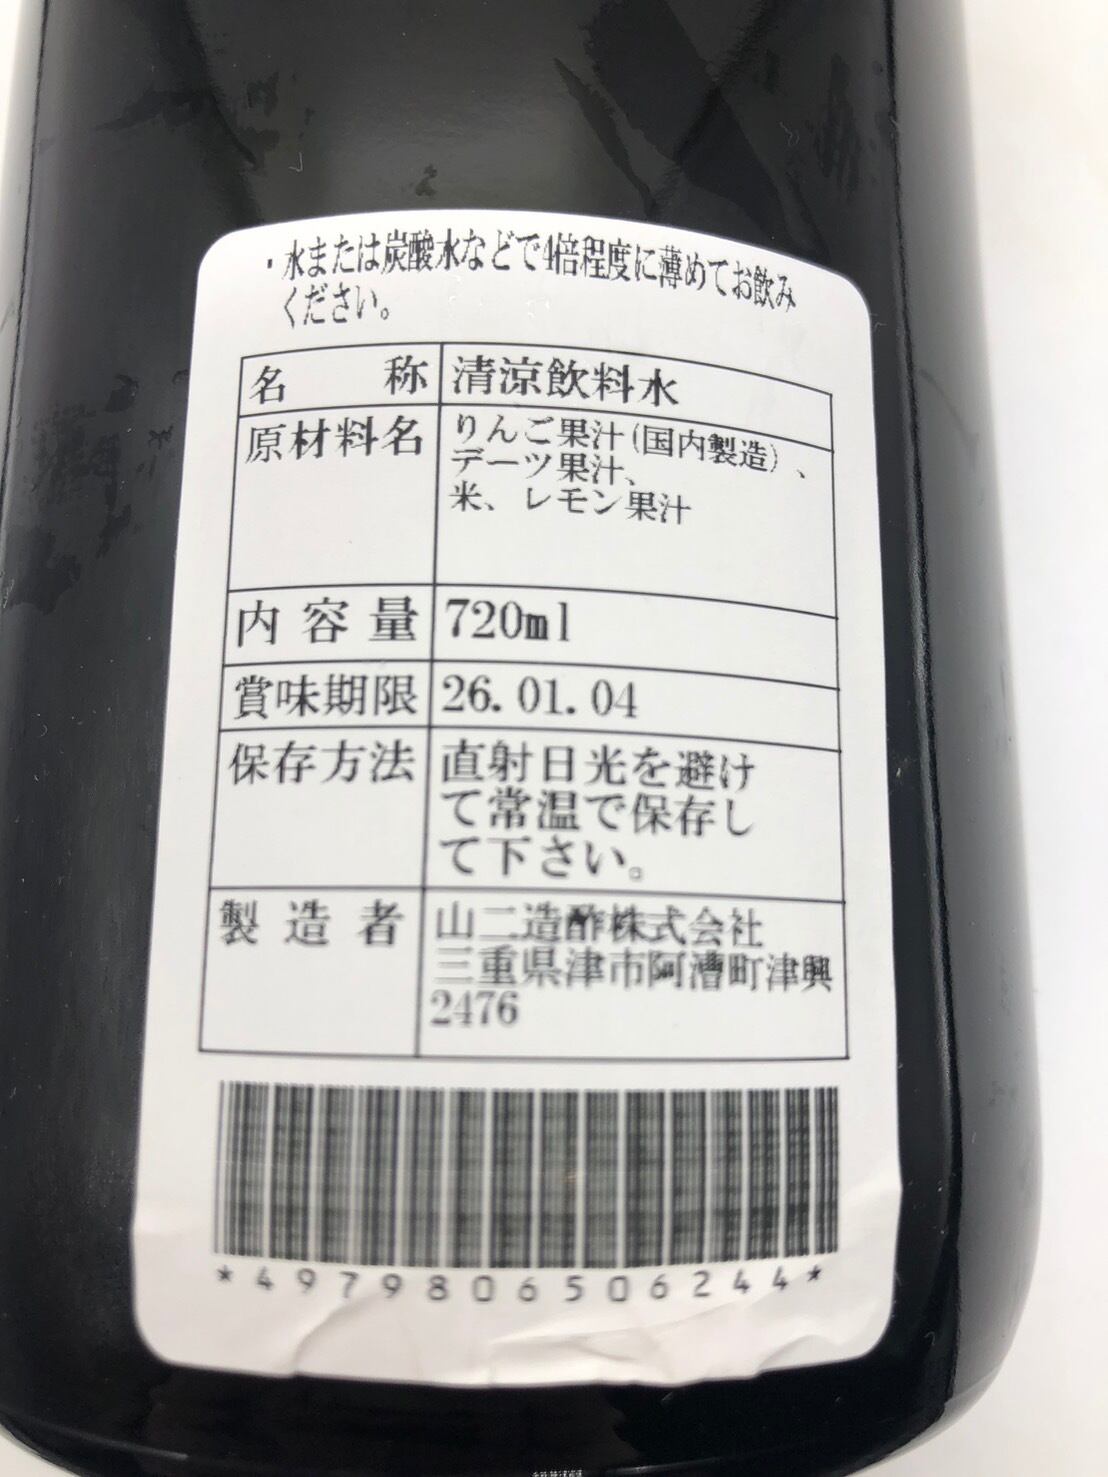 ・水または炭酸水などで4倍程度に薄めてお飲み
ください。
名 称 清涼飲料水
原材料名 りんご果汁(国内製造)、
デーツ果汁、
米、レモン果汁
内容量 720ml
賞味期限 26.01.04
保存方法 直射日光を避け
て常温で保存し
て下さい。
製造者 山二造酢株式会社
三重県津市阿漕町津興
2476
*4979806506244*